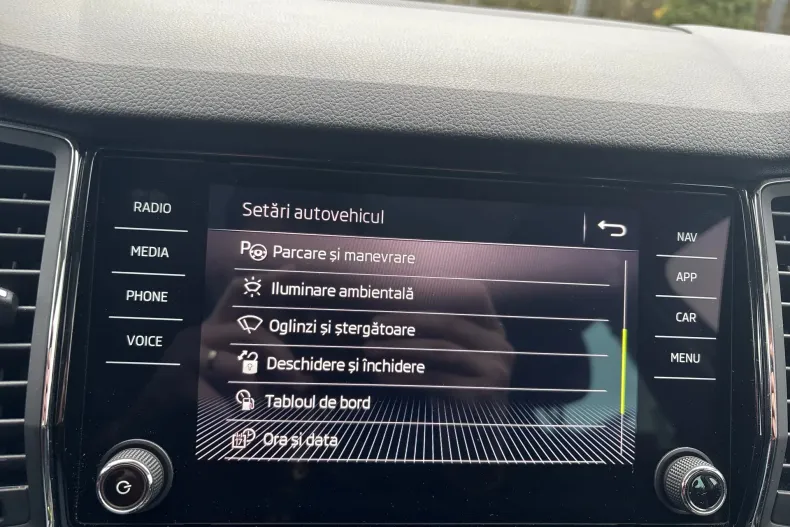 Setări autovehicul
RADIO
MEDIA
PHONE
VOICE
Parcare și manevrare
Iluminare ambientală
Oglinzi și ștergătoare
Deschidere și închidere
Tabloul de bord
Ora și data
NAV
APP
CAR
MENU